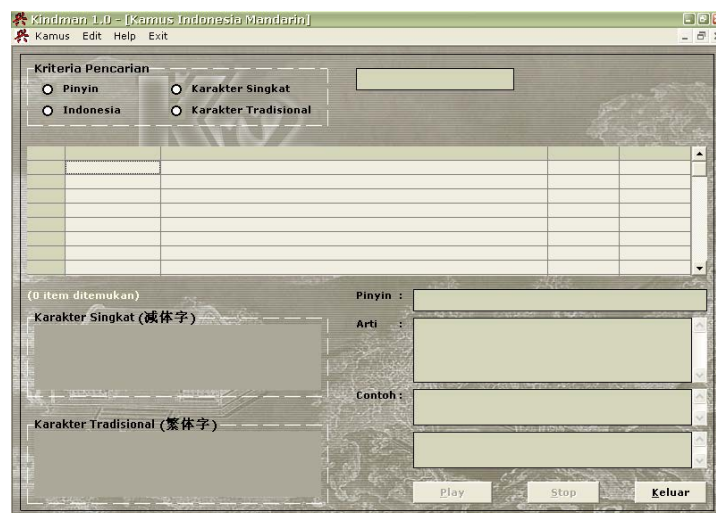 Kindman 1.0 - [Kamus Indonesia Mandarin]
Kamus Edit Help Exit
Kriteria Pencarian
Pinyin Karakter Singkat
Indonesia Karakter Tradisional
(0 item ditemukan)
Pinyin :
Karakter Singkat (减体字)
Arti :
Contoh :
Karakter Tradisional (繁体字)
Play Stop Keluar